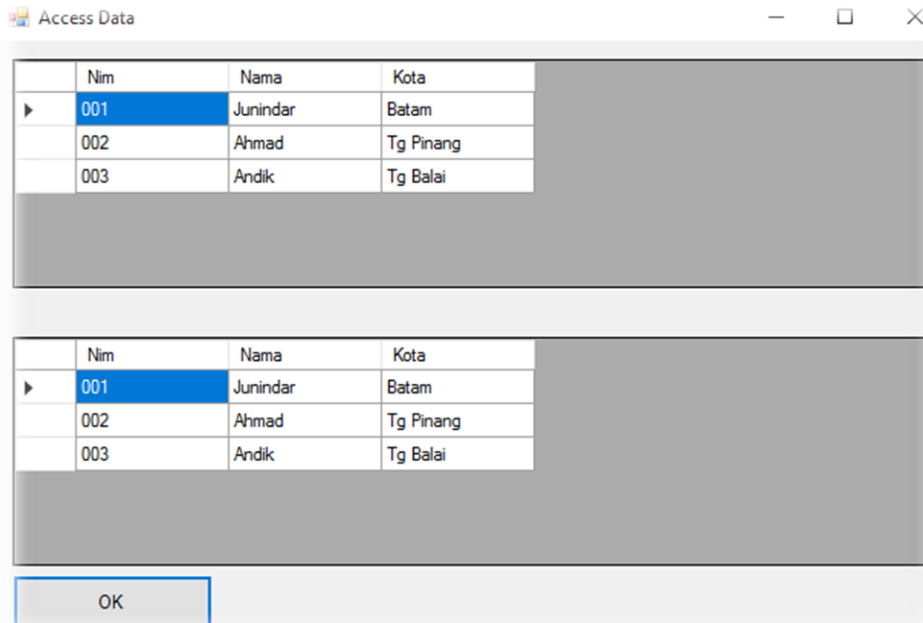 Access Data
Nim Nama Kota
001 Junindar Batam
002 Ahmad Tg Pinang
003 Andik Tg Balai
Nim Nama Kota
001 Junindar Batam
002 Ahmad Tg Pinang
003 Andik Tg Balai
OK